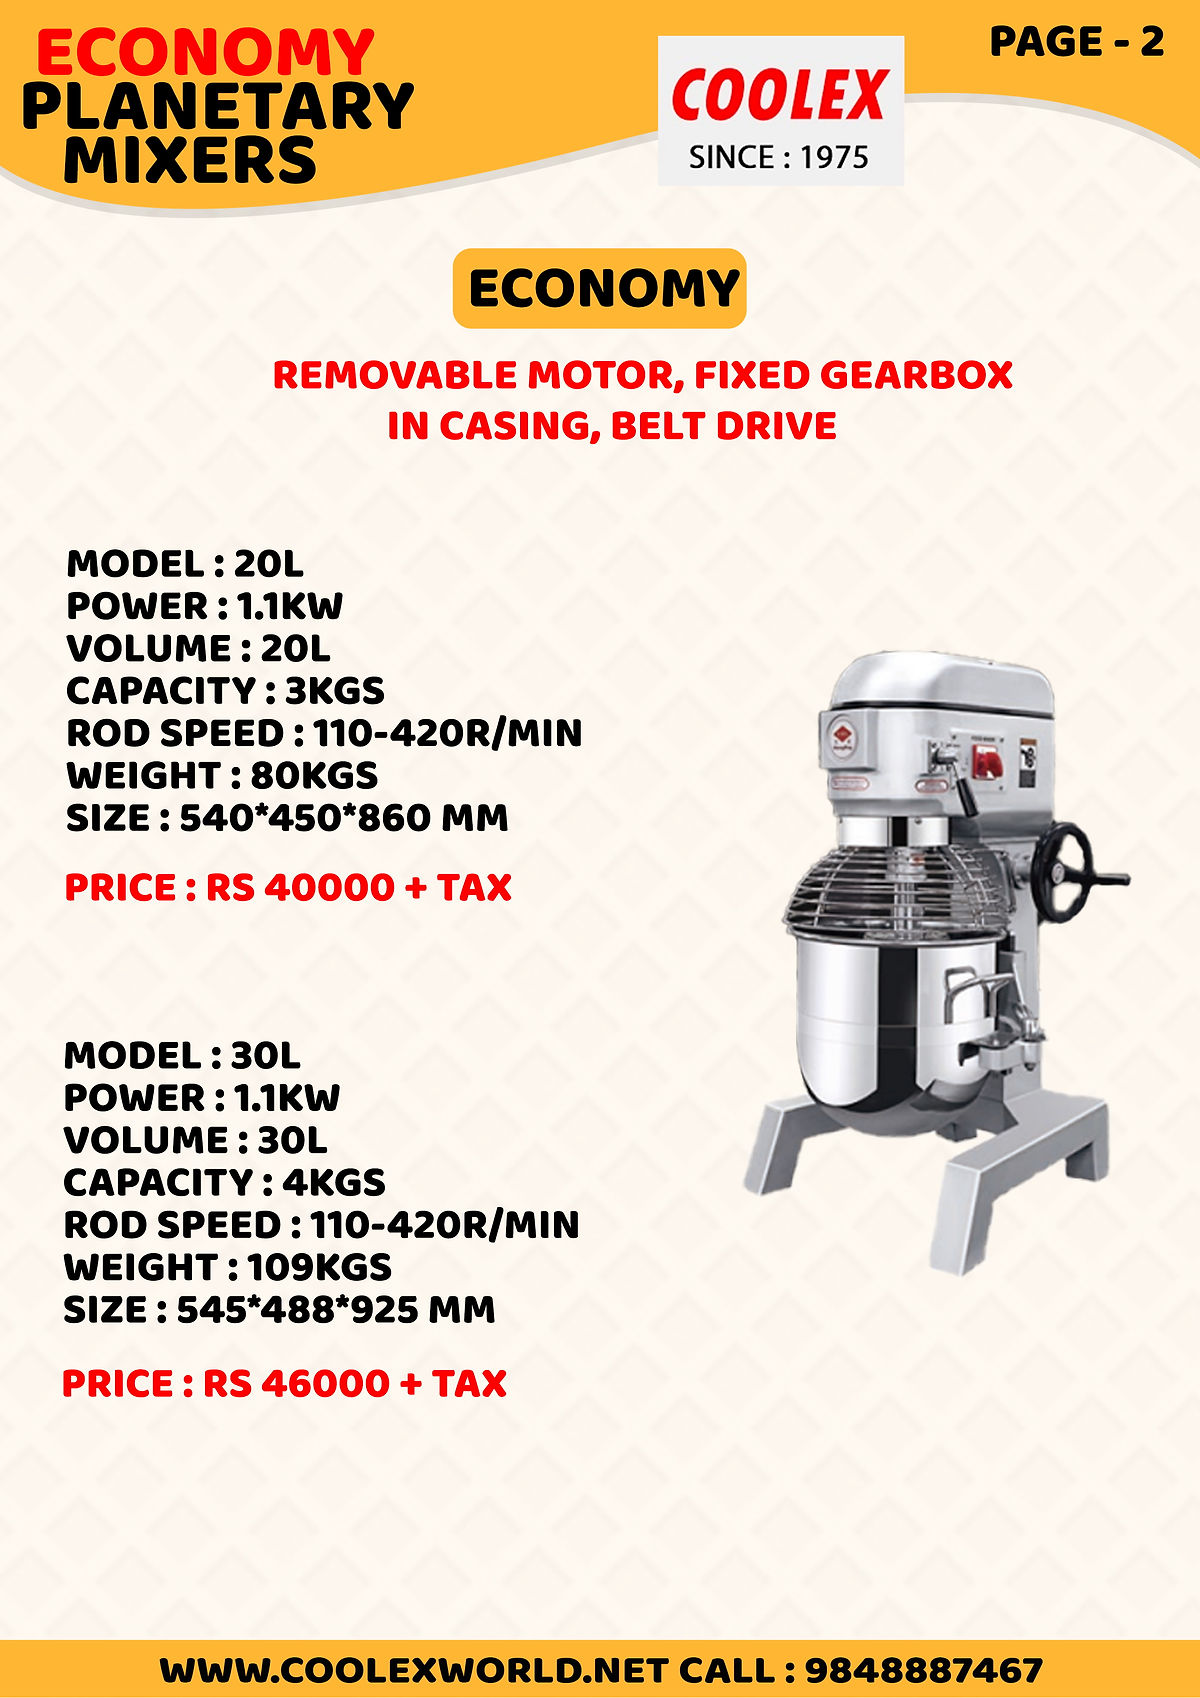 ECONOMY
PLANETARY
MIXERS
COOLEX
SINCE : 1975
PAGE - 2
ECONOMY
REMOVABLE MOTOR, FIXED GEARBOX
IN CASING, BELT DRIVE
MODEL : 20L
POWER : 1.1KW
VOLUME : 20L
CAPACITY : 3KGS
ROD SPEED : 110-420R/MIN
WEIGHT : 80KGS
SIZE : 540*450*860 MM
PRICE : RS 40000 + TAX
MODEL : 30L
POWER : 1.1KW
VOLUME : 30L
CAPACITY : 4KGS
ROD SPEED : 110-420R/MIN
WEIGHT : 109KGS
SIZE : 545*488*925 MM
PRICE : RS 46000 + TAX
WWW.COOLEXWORLD.NET CALL : 9848887467